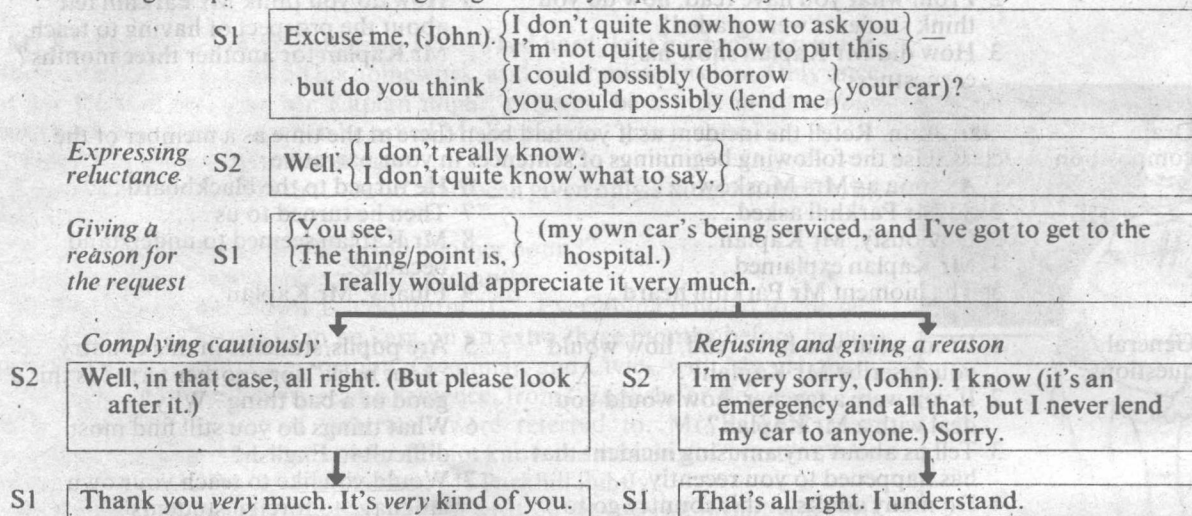 S1 Excuse me, (John), {I don't quite know how to ask you}
{I'm not quite sure how to put this}
but do you think {I could possibly (borrow} your car)?
{you could possibly (lend me}
Expressing reluctance S2 Well, {I don't really know.}
{I don't quite know what to say.}
Giving a reason for the request S1 {You see,} (my own car's being serviced, and I've got to get to the
{The thing/point is,} hospital.)
I really would appreciate it very much.
Complying cautiously
S2 Well, in that case, all right. (But please look
after it.)
S1 Thank you very much. It's very kind of you.
Refusing and giving a reason
S2 I'm very sorry, (John). I know (it's an
emergency and all that, but I never lend
my car to anyone.) Sorry.
S1 That's all right. I understand.